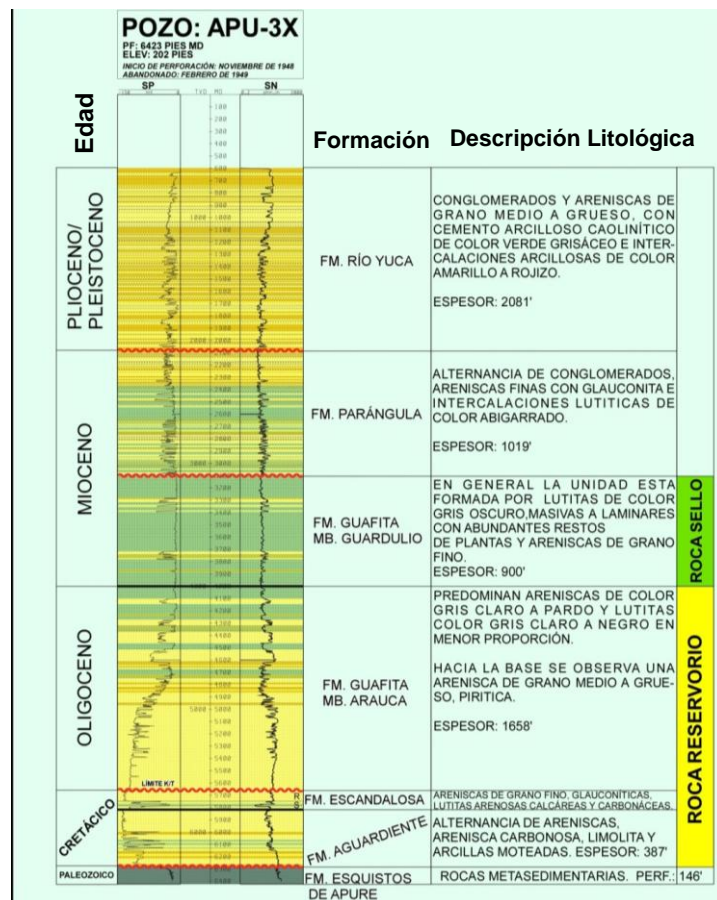 POZO: APU-3X
PF: 6423 PIES MD
ELEV: 202 PIES
INICIO DE PERFORACIÓN: NOVIEMBRE DE 1948
ABANDONADO: FEBRERO DE 1949
SP
SN
TVD MD
Edad
Formación
Descripción Litológica
PLIOCENO/
PLEISTOCENO
FM. RÍO YUCA
CONGLOMERADOS Y ARENISCAS DE
GRANO MEDIO A GRUESO, CON
CEMENTO ARCILLOSO CAOLINÍTICO
DE COLOR VERDE GRISÁCEO E INTER-
CALACIONES ARCILLOSAS DE COLOR
AMARILLO A ROJIZO.
ESPESOR: 2081'
MIOCENO
FM. PARÁNGULA
ALTERNANCIA DE CONGLOMERADOS,
ARENISCAS FINAS CON GLAUCONITA E
INTERCALACIONES LUTITICAS DE
COLOR ABIGARRADO.
ESPESOR: 1019'
FM. GUAFITA
MB. GUARDULIO
EN GENERAL LA UNIDAD ESTA
FORMADA POR LUTITAS DE COLOR
GRIS OSCURO,MASIVAS A LAMINARES
CON ABUNDANTES RESTOS
DE PLANTAS Y ARENISCAS DE GRANO
FINO.
ESPESOR: 900'
ROCA SELLO
OLIGOCENO
FM. GUAFITA
MB. ARAUCA
PREDOMINAN ARENISCAS DE COLOR
GRIS CLARO A PARDO Y LUTITAS
COLOR GRIS CLARO A NEGRO EN
MENOR PROPORCIÓN.
HACIA LA BASE SE OBSERVA UNA
ARENISCA DE GRANO MEDIO A GRUE-
SO, PIRITICA.
ESPESOR: 1658'
ROCA RESERVORIO
LÍMITE K/T
CRETÁCICO
FM. ESCANDALOSA
ARENISCAS DE GRANO FINO, GLAUCONÍTICAS,
LUTITAS ARENOSAS CALCÁREAS Y CARBONÁCEAS.
FM. AGUARDIENTE
ALTERNANCIA DE ARENISCAS,
ARENISCA CARBONOSA, LIMOLITA Y
ARCILLAS MOTEADAS. ESPESOR: 387'
PALEOZOICO
FM. ESQUISTOS
DE APURE
ROCAS METASEDIMENTARIAS. PERF.: 146'